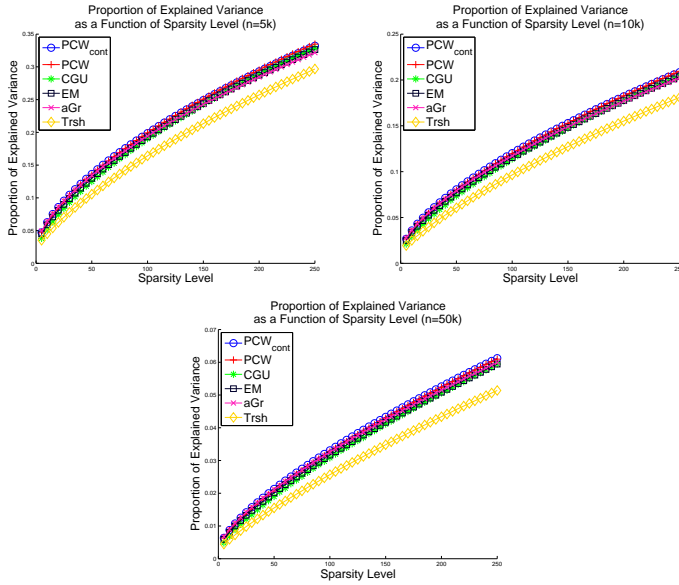 Proportion of Explained Variance
as a Function of Sparsity Level (n=5k)
Proportion of Explained Variance
0.35
0.3
0.25
0.2
0.15
0.1
0.05
0
PCWcont
PCW
CGU
EM
aGr
Trsh
0 50 100 150 200 250
Sparsity Level
Proportion of Explained Variance
as a Function of Sparsity Level (n=10k)
Proportion of Explained Variance
0.25
0.2
0.15
0.1
0.05
0
PCWcont
PCW
CGU
EM
aGr
Trsh
0 50 100 150 200 250
Sparsity Level
Proportion of Explained Variance
as a Function of Sparsity Level (n=50k)
Proportion of Explained Variance
0.07
0.06
0.05
0.04
0.03
0.02
0.01
0
PCWcont
PCW
CGU
EM
aGr
Trsh
0 50 100 150 200 250
Sparsity Level